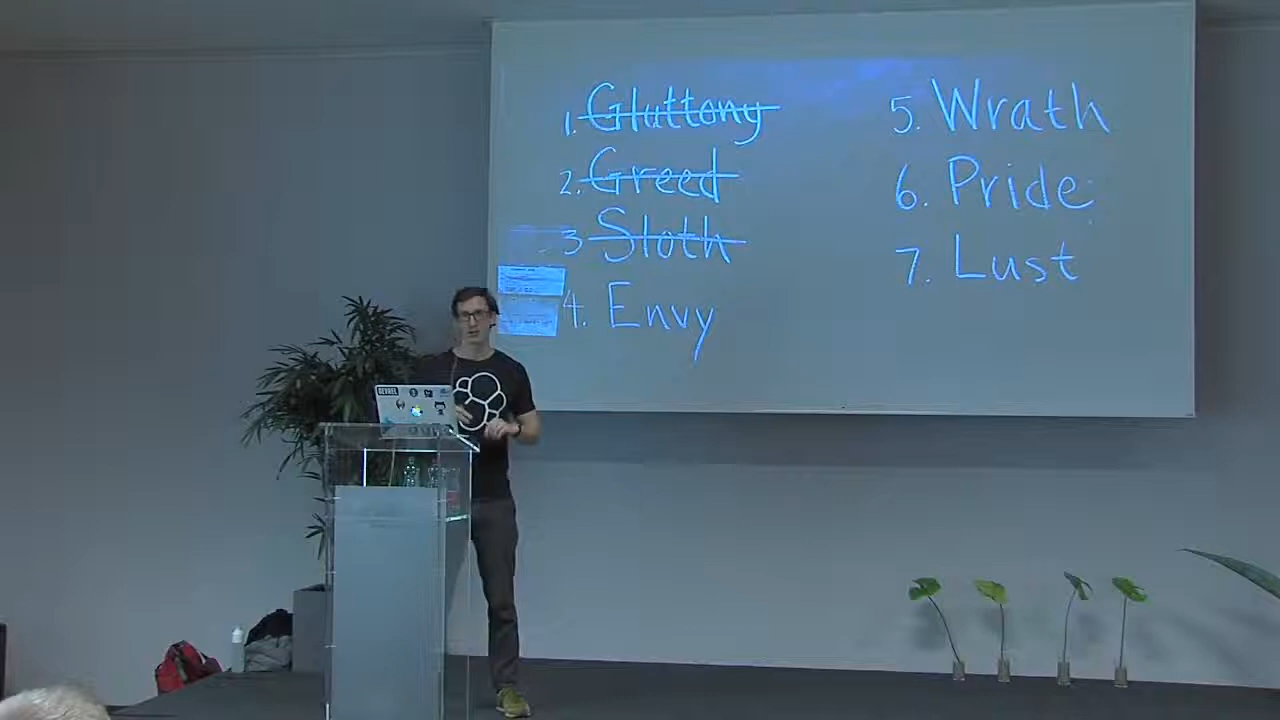 1. Gluttony
2. Greed
3 Sloth
4. Envy
5. Wrath
6. Pride
7. Lust